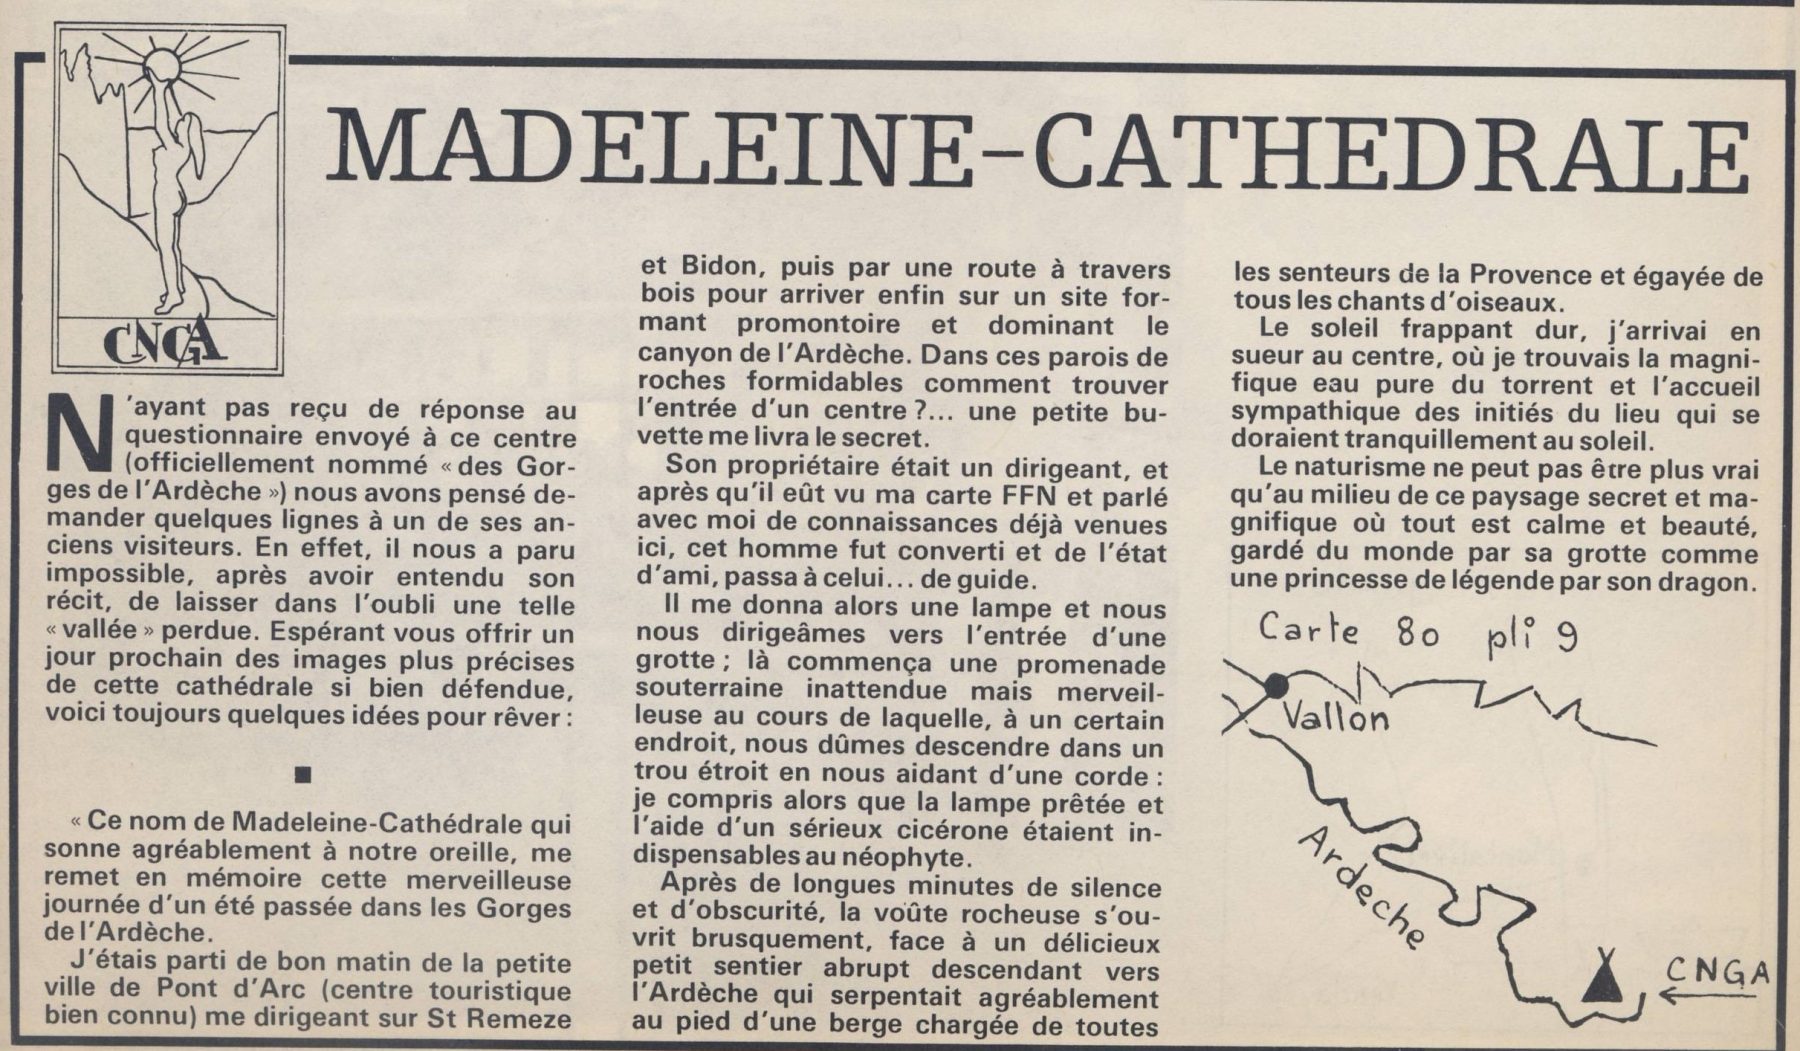 CNGA
MADELEINE-CATHEDRALE
N'ayant pas reçu de réponse au
questionnaire envoyé à ce centre
(officiellement nommé « des Gor-
ges de l'Ardèche ») nous avons pensé de-
mander quelques lignes à un de ses an-
ciens visiteurs. En effet, il nous a paru
impossible, après avoir entendu son
récit, de laisser dans l'oubli une telle
« vallée » perdue. Espérant vous offrir un
jour prochain des images plus précises
de cette cathédrale si bien défendue,
voici toujours quelques idées pour rêver :
« Ce nom de Madeleine-Cathédrale qui
sonne agréablement à notre oreille, me
remet en mémoire cette merveilleuse
journée d'un été passée dans les Gorges
de l'Ardèche.
J'étais parti de bon matin de la petite
ville de Pont d'Arc (centre touristique
bien connu) me dirigeant sur St Remeze
et Bidon, puis par une route à travers
bois pour arriver enfin sur un site for-
mant promontoire et dominant le
canyon de l'Ardèche. Dans ces parois de
roches formidables comment trouver
l'entrée d'un centre ?... une petite bu-
vette me livra le secret.
Son propriétaire était un dirigeant, et
après qu'il eût vu ma carte FFN et parlé
avec moi de connaissances déjà venues
ici, cet homme fut converti et de l'état
d'ami, passa à celui... de guide.
Il me donna alors une lampe et nous
nous dirigeâmes vers l'entrée d'une
grotte ; là commença une promenade
souterraine inattendue mais merveil-
leuse au cours de laquelle, à un certain
endroit, nous dûmes descendre dans un
trou étroit en nous aidant d'une corde :
je compris alors que la lampe prêtée et
l'aide d'un sérieux cicérone étaient in-
dispensables au néophyte.
Après de longues minutes de silence
et d'obscurité, la voûte rocheuse s'ou-
vrit brusquement, face à un délicieux
petit sentier abrupt descendant vers
l'Ardèche qui serpentait agréablement
au pied d'une berge chargée de toutes
les senteurs de la Provence et égayée de
tous les chants d'oiseaux.
Le soleil frappant dur, j'arrivai en
sueur au centre, où je trouvais la magni-
fique eau pure du torrent et l'accueil
sympathique des initiés du lieu qui se
doraient tranquillement au soleil.
Le naturisme ne peut pas être plus vrai
qu'au milieu de ce paysage secret et ma-
gnifique où tout est calme et beauté,
gardé du monde par sa grotte comme
une princesse de légende par son dragon.
Carte 80 pli 9
Vallon
Ardeche
CNGA